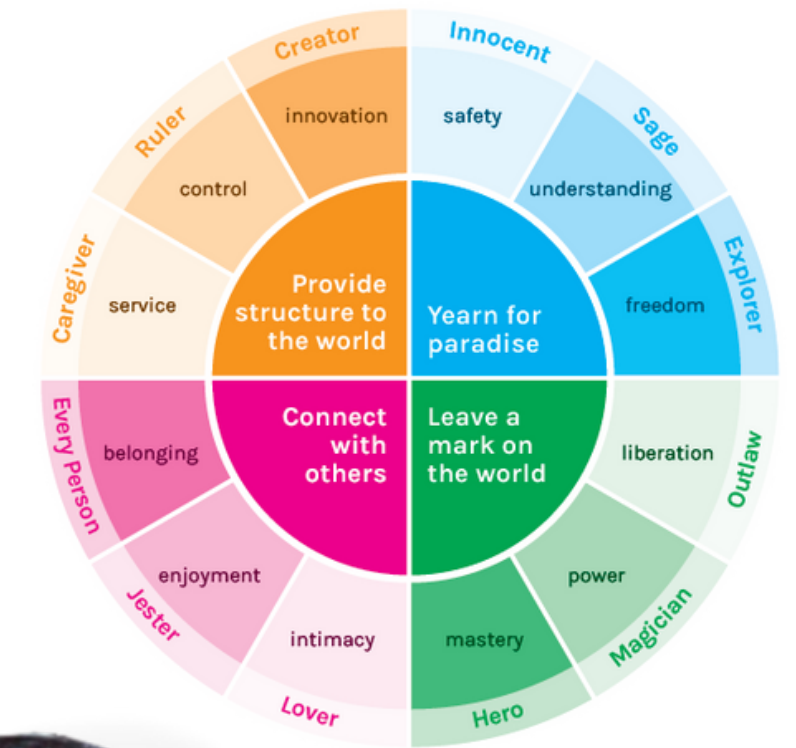 Creator
innovation
Innocent
safety
Sage
understanding
Explorer
freedom
Ruler
control
Caregiver
service
Provide
structure to
the world
Yearn for
paradise
Connect
with
others
Leave a
mark on
the world
Every Person
belonging
Jester
enjoyment
Lover
intimacy
Hero
mastery
Magician
power
Outlaw
liberation